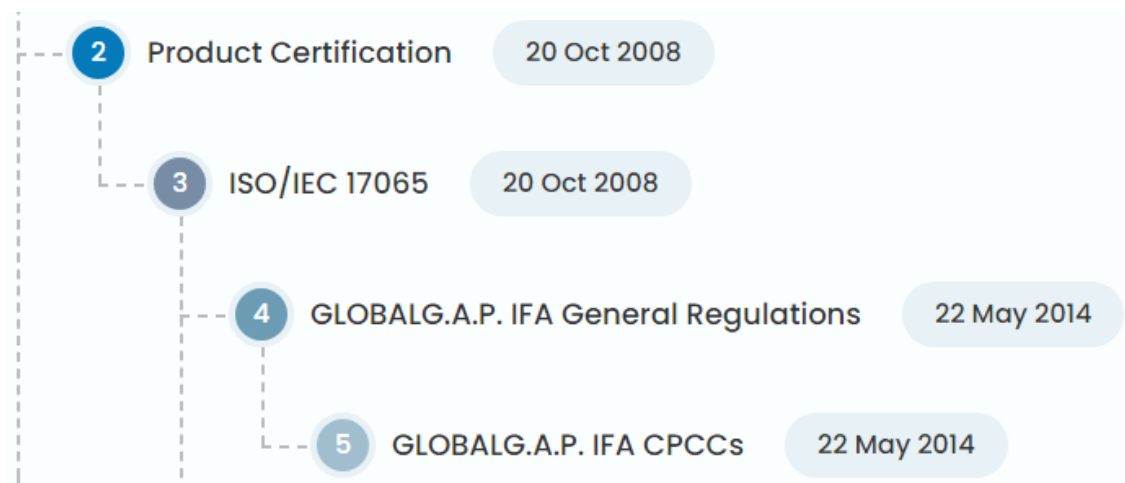 2 Product Certification 20 Oct 2008
3 ISO/IEC 17065 20 Oct 2008
4 GLOBALG.A.P. IFA General Regulations 22 May 2014
5 GLOBALG.A.P. IFA CPCCs 22 May 2014